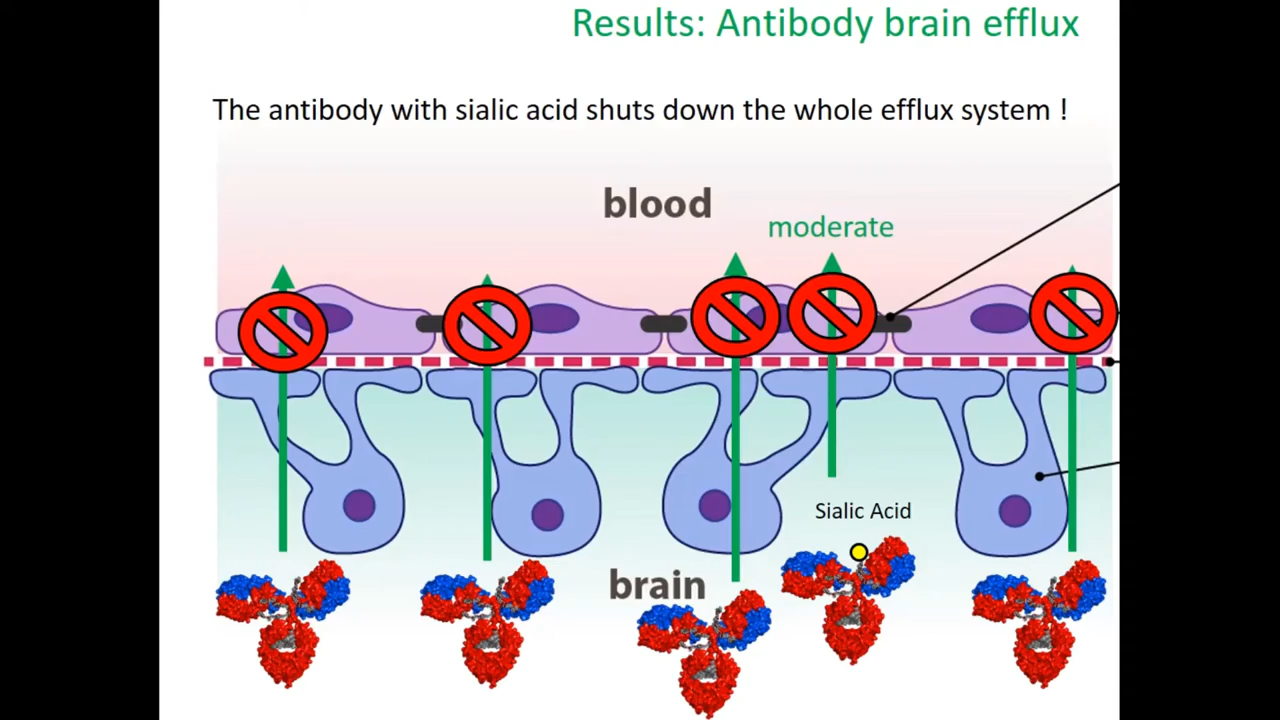 Results: Antibody brain efflux
The antibody with sialic acid shuts down the whole efflux system !
blood
moderate
Sialic Acid
brain